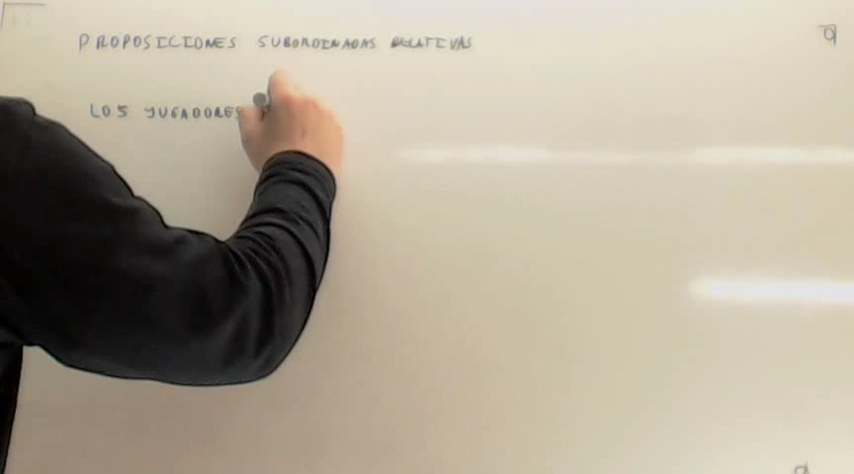 PROPOSICIONES SUBORDINADAS RELATIVAS
LOS JUGADORES